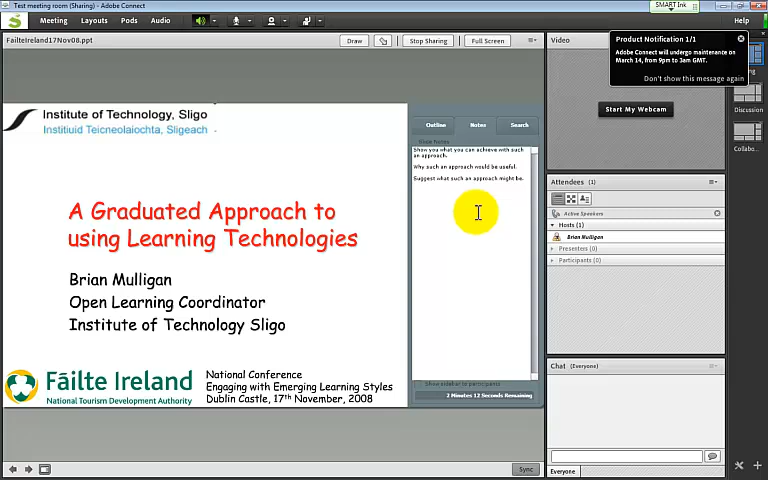 Test meeting room (Sharing) - Adobe Connect
SMART Ink
Meeting Layouts Pods Audio
Help
FailteIreland17Nov08.ppt
Draw
Stop Sharing
Full Screen
Video
Product Notification 1/1
Adobe Connect will undergo maintenance on
March 14, from 9pm to 3am GMT.
Don't show this message again
Start My Webcam
Discussion
Collabo...
Institute of Technology, Sligo
Institiuid Teicneolaiochta, Sligeach
A Graduated Approach to
using Learning Technologies
Brian Mulligan
Open Learning Coordinator
Institute of Technology Sligo
Fáilte Ireland
National Tourism Development Authority
National Conference
Engaging with Emerging Learning Styles
Dublin Castle, 17th November, 2008
Outline Notes Search
Slide Notes
Show you what you can achieve with such
an approach.
Why such an approach would be useful.
Suggest what such an approach might be.
Show sidebar to participants
2 Minutes 12 Seconds Remaining
Sync
Attendees (1)
Active Speakers
Hosts (1)
Brian Mulligan
Presenters (0)
Participants (0)
Chat (Everyone)
Everyone